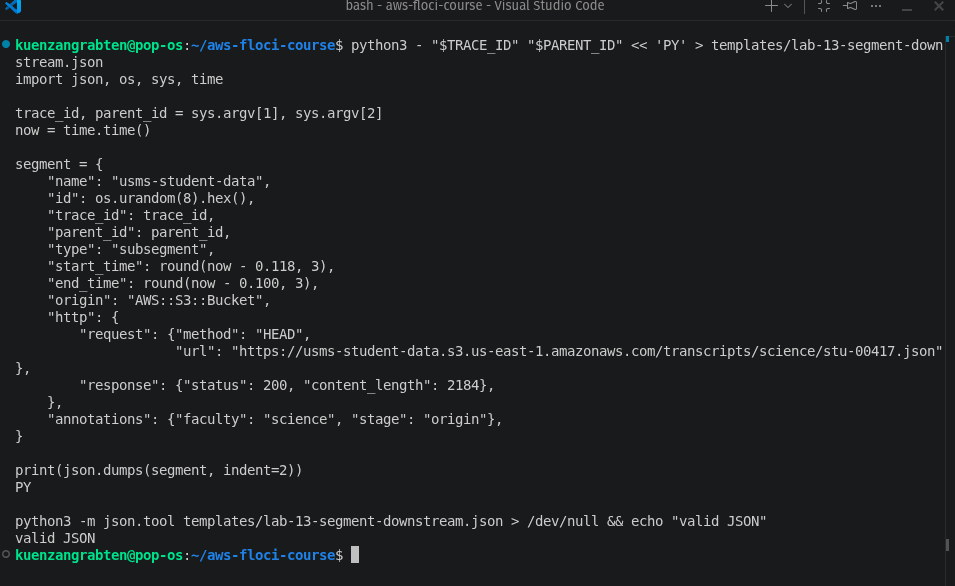 bash - aws-floci-course - Visual Studio Code
kuenzangrabten@pop-os:~/aws-floci-course$ python3 - "$TRACE_ID" "$PARENT_ID" << 'PY' > templates/lab-13-segment-down
stream.json
import json, os, sys, time

trace_id, parent_id = sys.argv[1], sys.argv[2]
now = time.time()

segment = {
    "name": "usms-student-data",
    "id": os.urandom(8).hex(),
    "trace_id": trace_id,
    "parent_id": parent_id,
    "type": "subsegment",
    "start_time": round(now - 0.118, 3),
    "end_time": round(now - 0.100, 3),
    "origin": "AWS::S3::Bucket",
    "http": {
        "request": {"method": "HEAD",
                    "url": "https://usms-student-data.s3.us-east-1.amazonaws.com/transcripts/science/stu-00417.json"
},
        "response": {"status": 200, "content_length": 2184},
    },
    "annotations": {"faculty": "science", "stage": "origin"},
}

print(json.dumps(segment, indent=2))
PY

python3 -m json.tool templates/lab-13-segment-downstream.json > /dev/null && echo "valid JSON"
valid JSON
kuenzangrabten@pop-os:~/aws-floci-course$